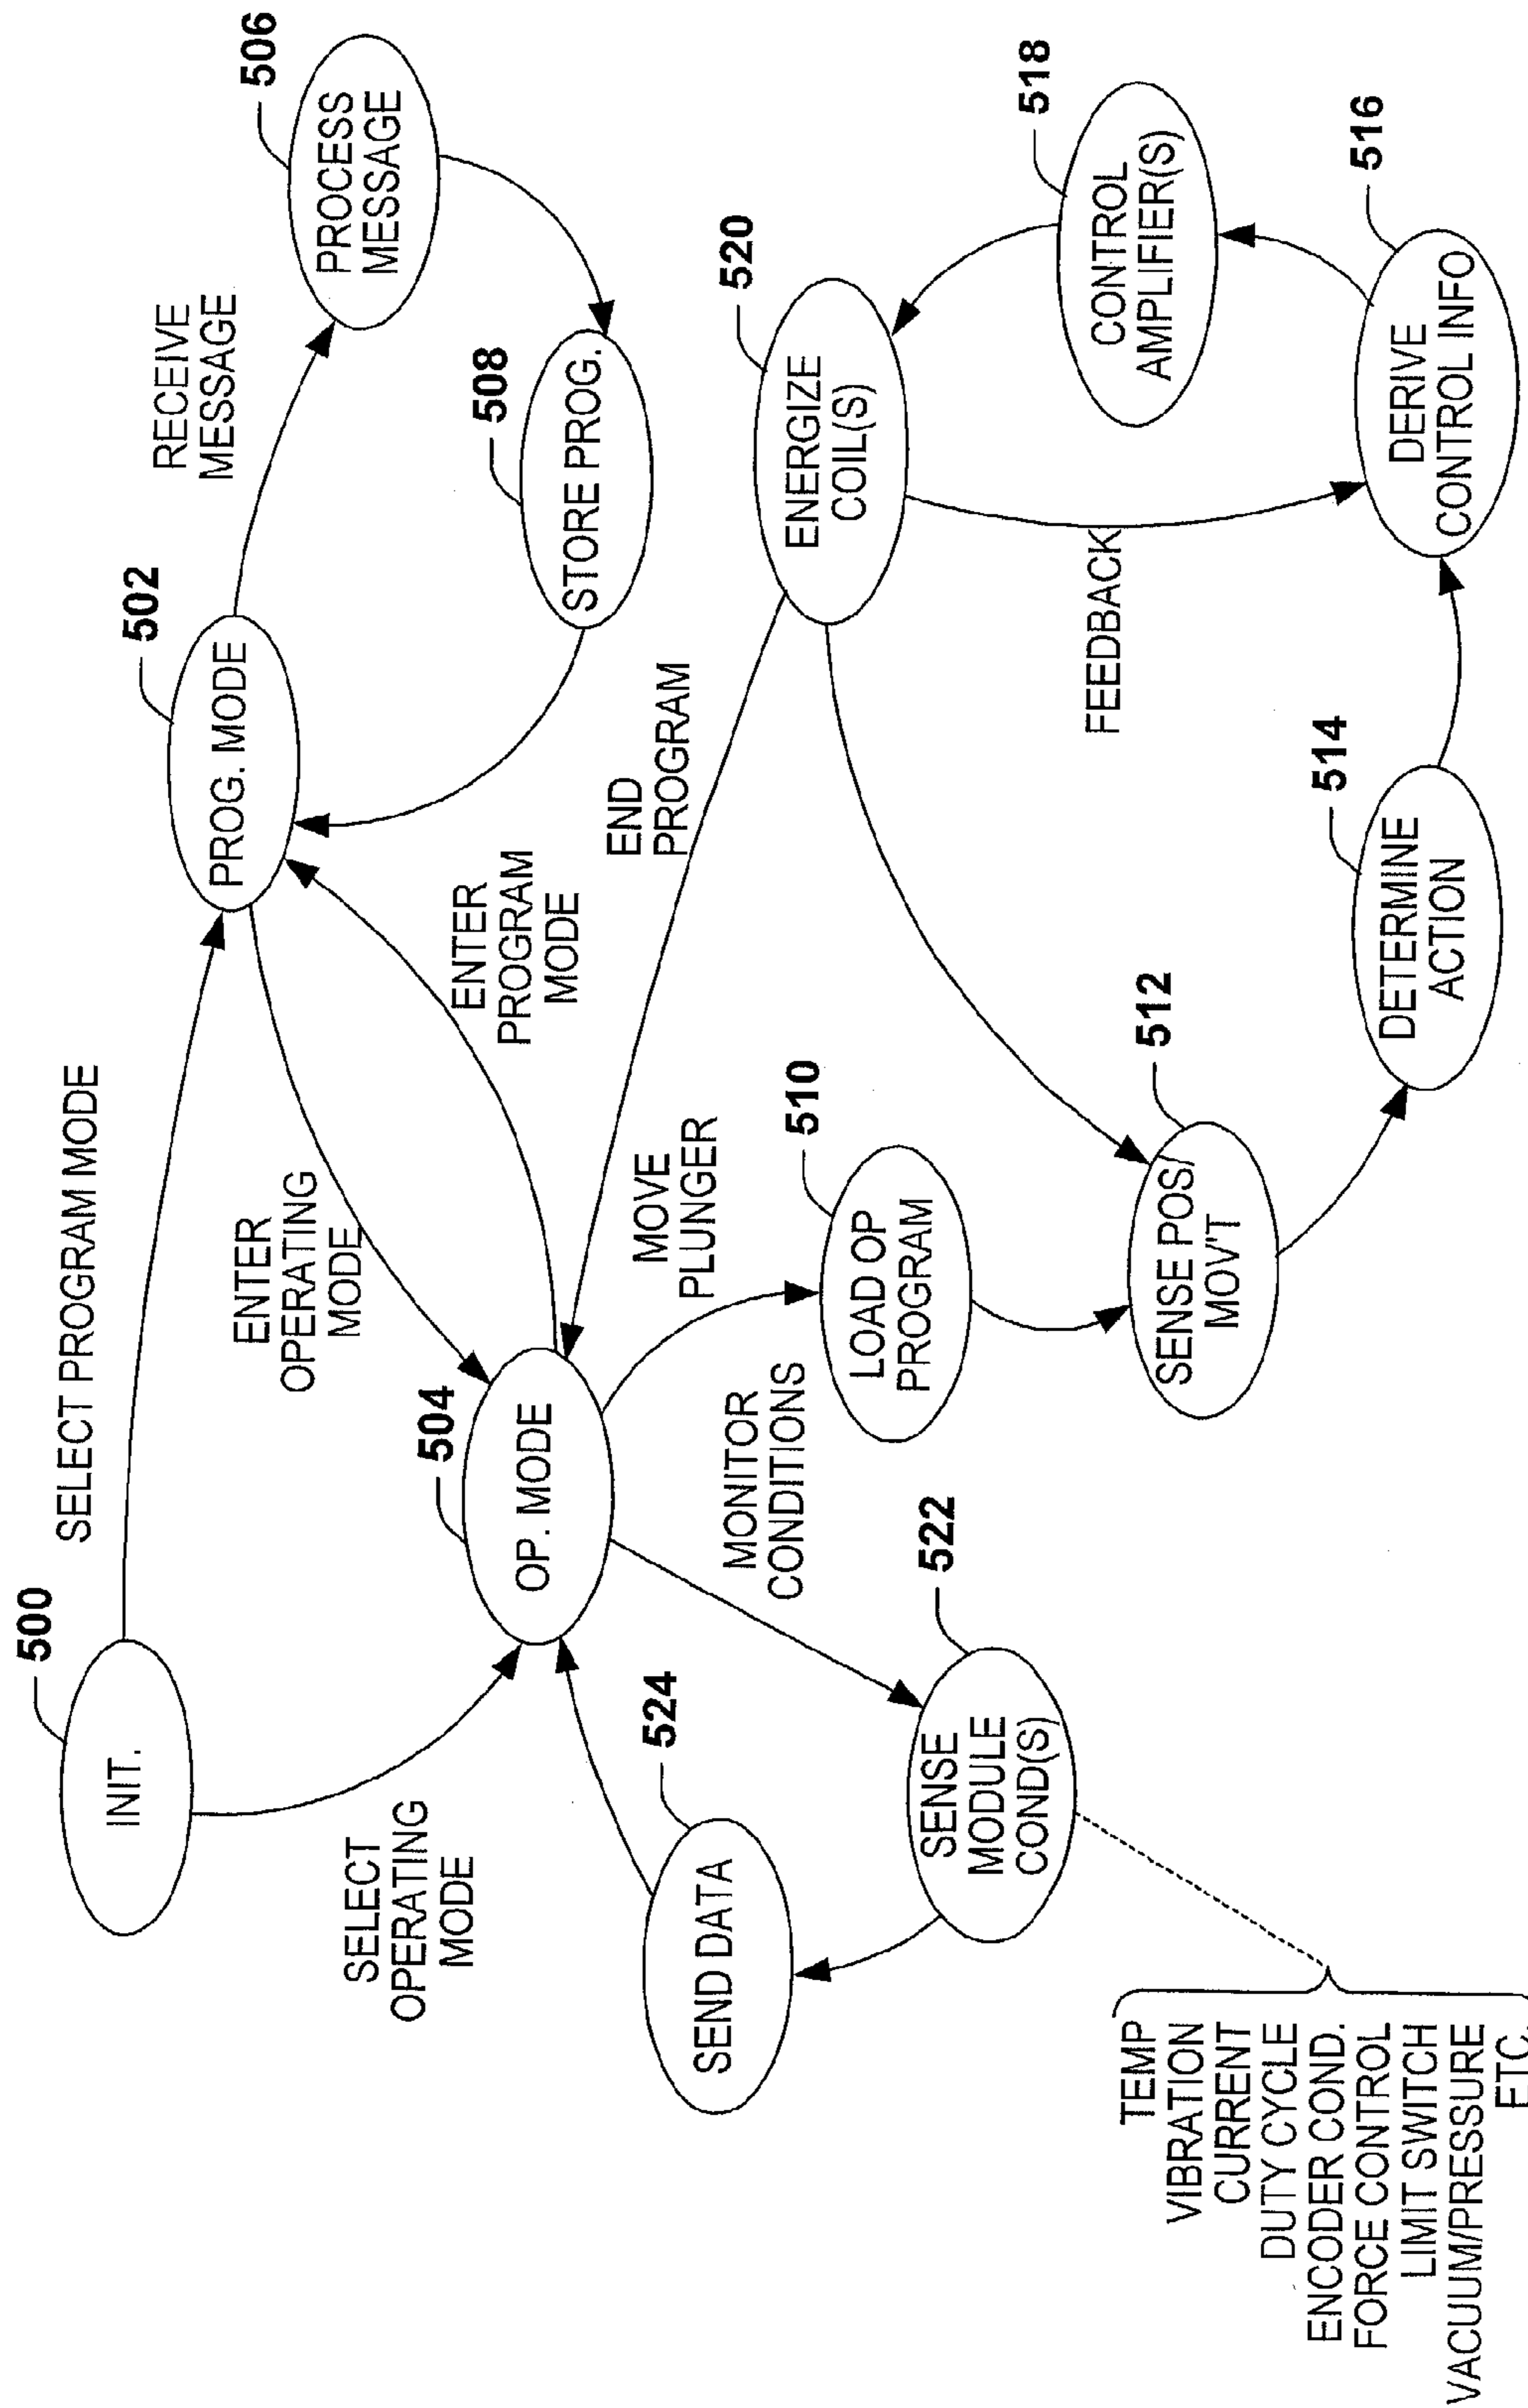 500
INIT.
SELECT PROGRAM MODE
502
PROG. MODE
RECEIVE
MESSAGE
506
PROCESS
MESSAGE
508
STORE PROG.
ENTER
OPERATING
MODE
ENTER
PROGRAM
MODE
SELECT
OPERATING
MODE
504
OP. MODE
END
PROGRAM
520
ENERGIZE
COIL(S)
518
CONTROL
AMPLIFIER(S)
516
DERIVE
CONTROL INFO
FEEDBACK
514
DETERMINE
ACTION
512
SENSE POS/
MOV'T
510
LOAD OP
PROGRAM
MOVE
PLUNGER
MONITOR
CONDITIONS
522
SENSE
MODULE
COND(S)
524
SEND DATA
TEMP
VIBRATION
CURRENT
DUTY CYCLE
ENCODER COND.
FORCE CONTROL
LIMIT SWITCH
VACUUM/PRESSURE
ETC.